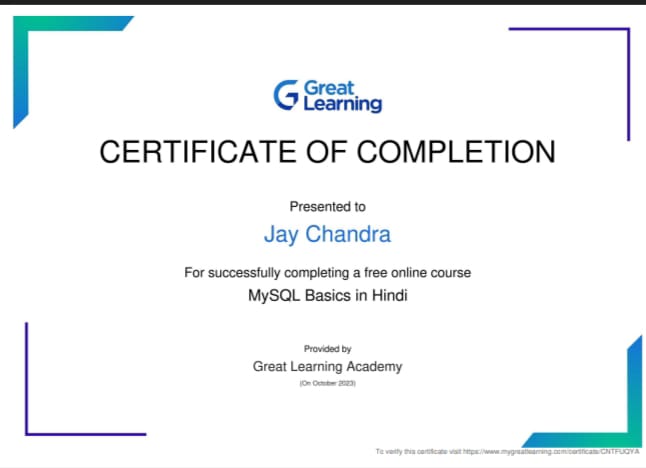 Great
Learning
CERTIFICATE OF COMPLETION
Presented to
Jay Chandra
For successfully completing a free online course
MySQL Basics in Hindi
Provided by
Great Learning Academy
(On October 2023)
To verify this certificate visit https://www.mygreatlearning.com/certificate/CNTFUQYA